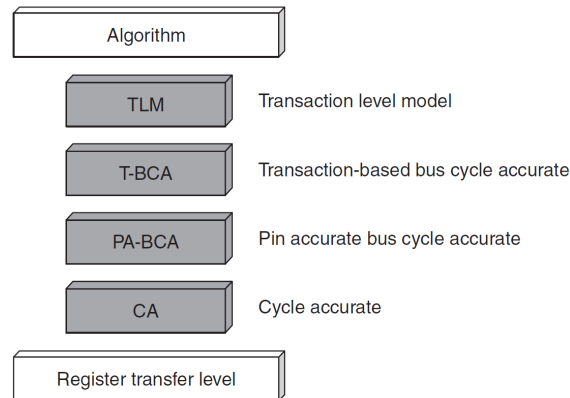 Algorithm
TLM Transaction level model
T-BCA Transaction-based bus cycle accurate
PA-BCA Pin accurate bus cycle accurate
CA Cycle accurate
Register transfer level